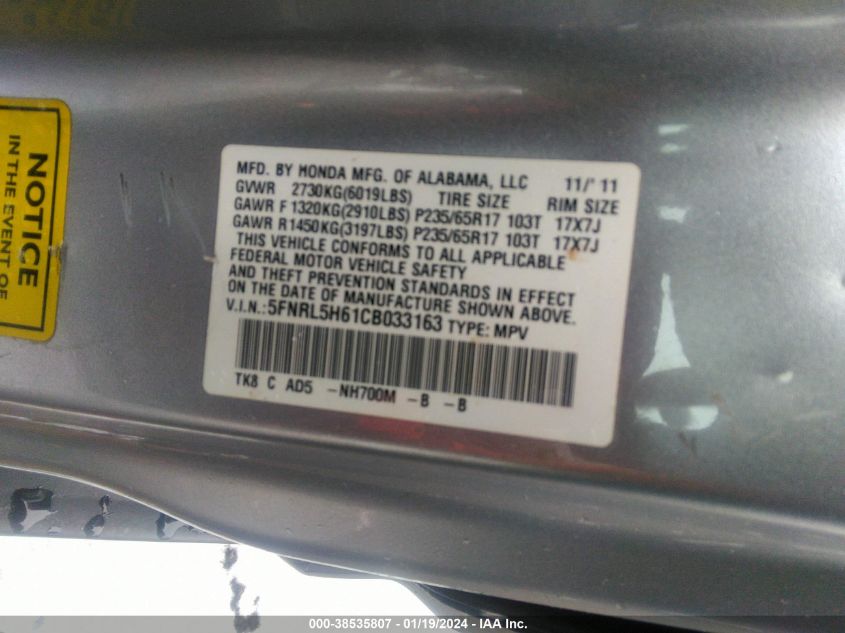 NOTICE
IN THE EVENT OF
MFD. BY HONDA MFG. OF ALABAMA, LLC 11/'11
GVWR 2730KG(6019LBS) TIRE SIZE RIM SIZE
GAWR F 1320KG(2910LBS) P235/65R17 103T 17X7J
GAWR R1450KG(3197LBS) P235/65R17 103T 17X7J
THIS VEHICLE CONFORMS TO ALL APPLICABLE
FEDERAL MOTOR VEHICLE SAFETY
AND THEFT PREVENTION STANDARDS IN EFFECT
ON THE DATE OF MANUFACTURE SHOWN ABOVE.
V.I.N.:5FNRL5H61CB033163 TYPE: MPV
TK8 C AD5 -NH700M -B -B
000-38535807 - 01/19/2024 - IAA Inc.